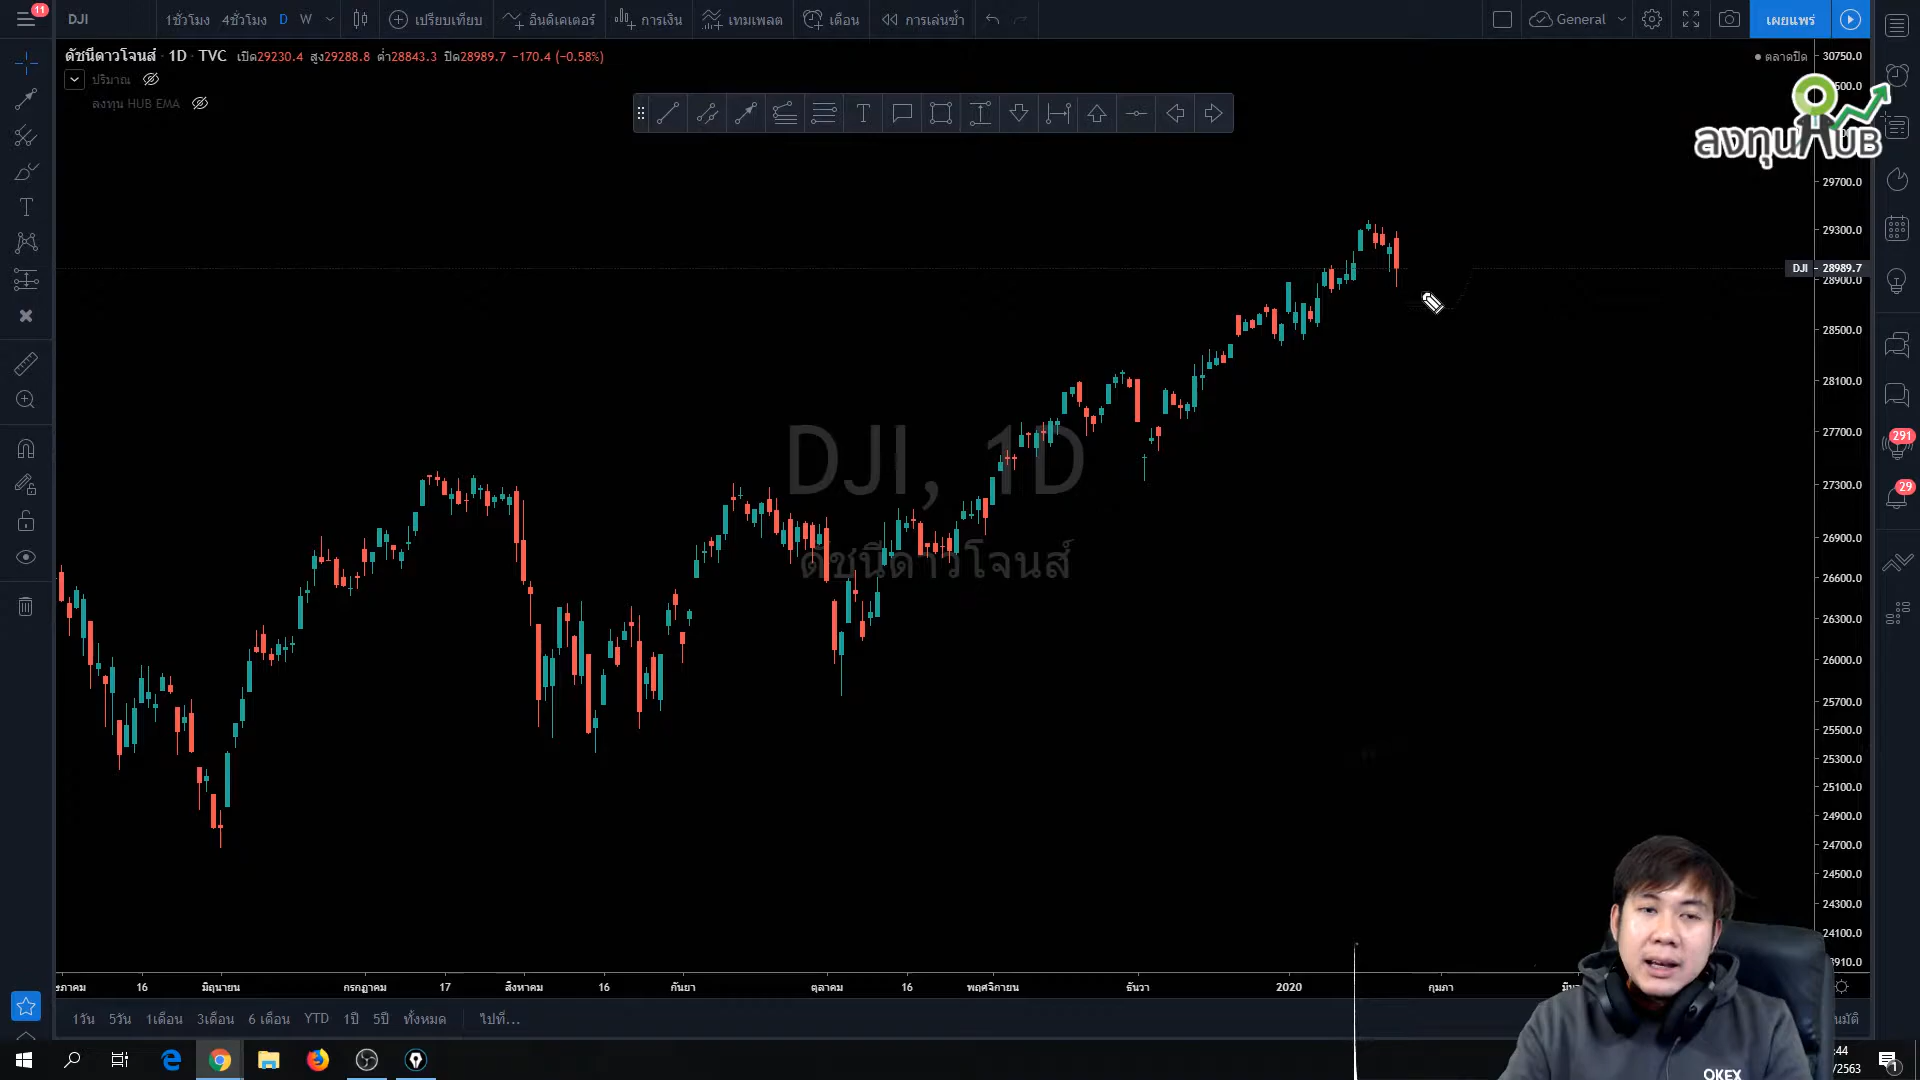 11
DJI
1ชั่วโมง 4ชั่วโมง D W
เปรียบเทียบ
อินดิเคเตอร์
การเงิน
เทมเพลต
เตือน
การเล่นซ้ำ
General
เผยแพร่
ดัชนีดาวโจนส์ · 1D · TVC เปิด29230.4 สูง29288.8 ต่ำ28843.3 ปิด28989.7 −170.4 (−0.58%)
ปริมาณ
ลงทุน HUB EMA
ตลาดปิด
ลงทุนHUB
30750.0
29700.0
29300.0
DJI 28989.7
28900.0
28500.0
28100.0
27700.0
27300.0
26900.0
26600.0
26300.0
26000.0
25700.0
25500.0
25300.0
25100.0
24900.0
24700.0
24500.0
24300.0
24100.0
291
29
DJI, 1D
ดัชนีดาวโจนส์
16 มิถุนายน กรกฎาคม 17 สิงหาคม 16 กันยา ตุลาคม 16 พฤศจิกายน ธันวา 2020 กุมภา
1วัน 5วัน 1เดือน 3เดือน 6 เดือน YTD 1ปี 5ปี ทั้งหมด ไปที่...
OKEX
:44
/2563
1